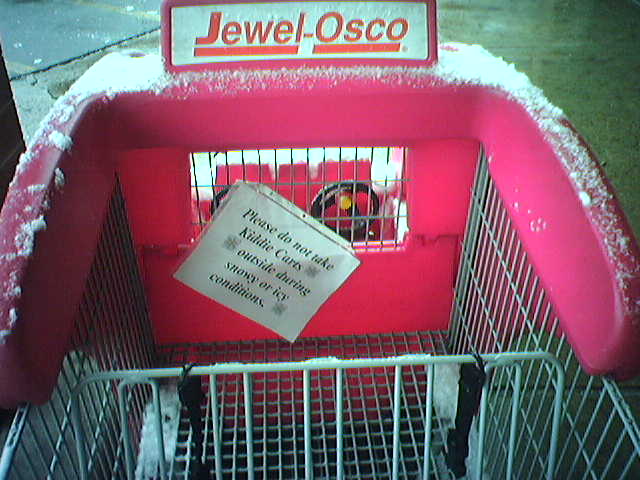 Jewel-Osco
Please do not take
Kiddie Carts
outside during
snowy or icy
conditions.